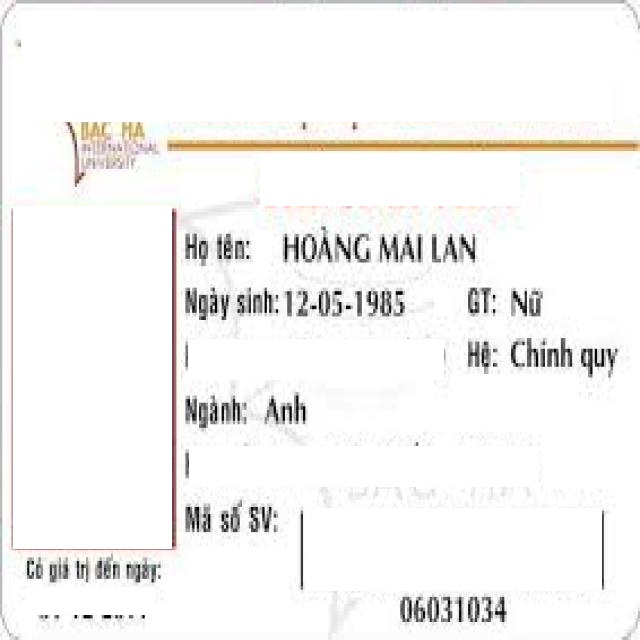 BAC HA
INTERNATIONAL
UNIVERSITY
Họ tên: HOÀNG MAI LAN
Ngày sinh: 12-05-1985 GT: Nữ
Hệ: Chính quy
Ngành: Anh
Mã số SV:
Có giá trị đến ngày:
06031034